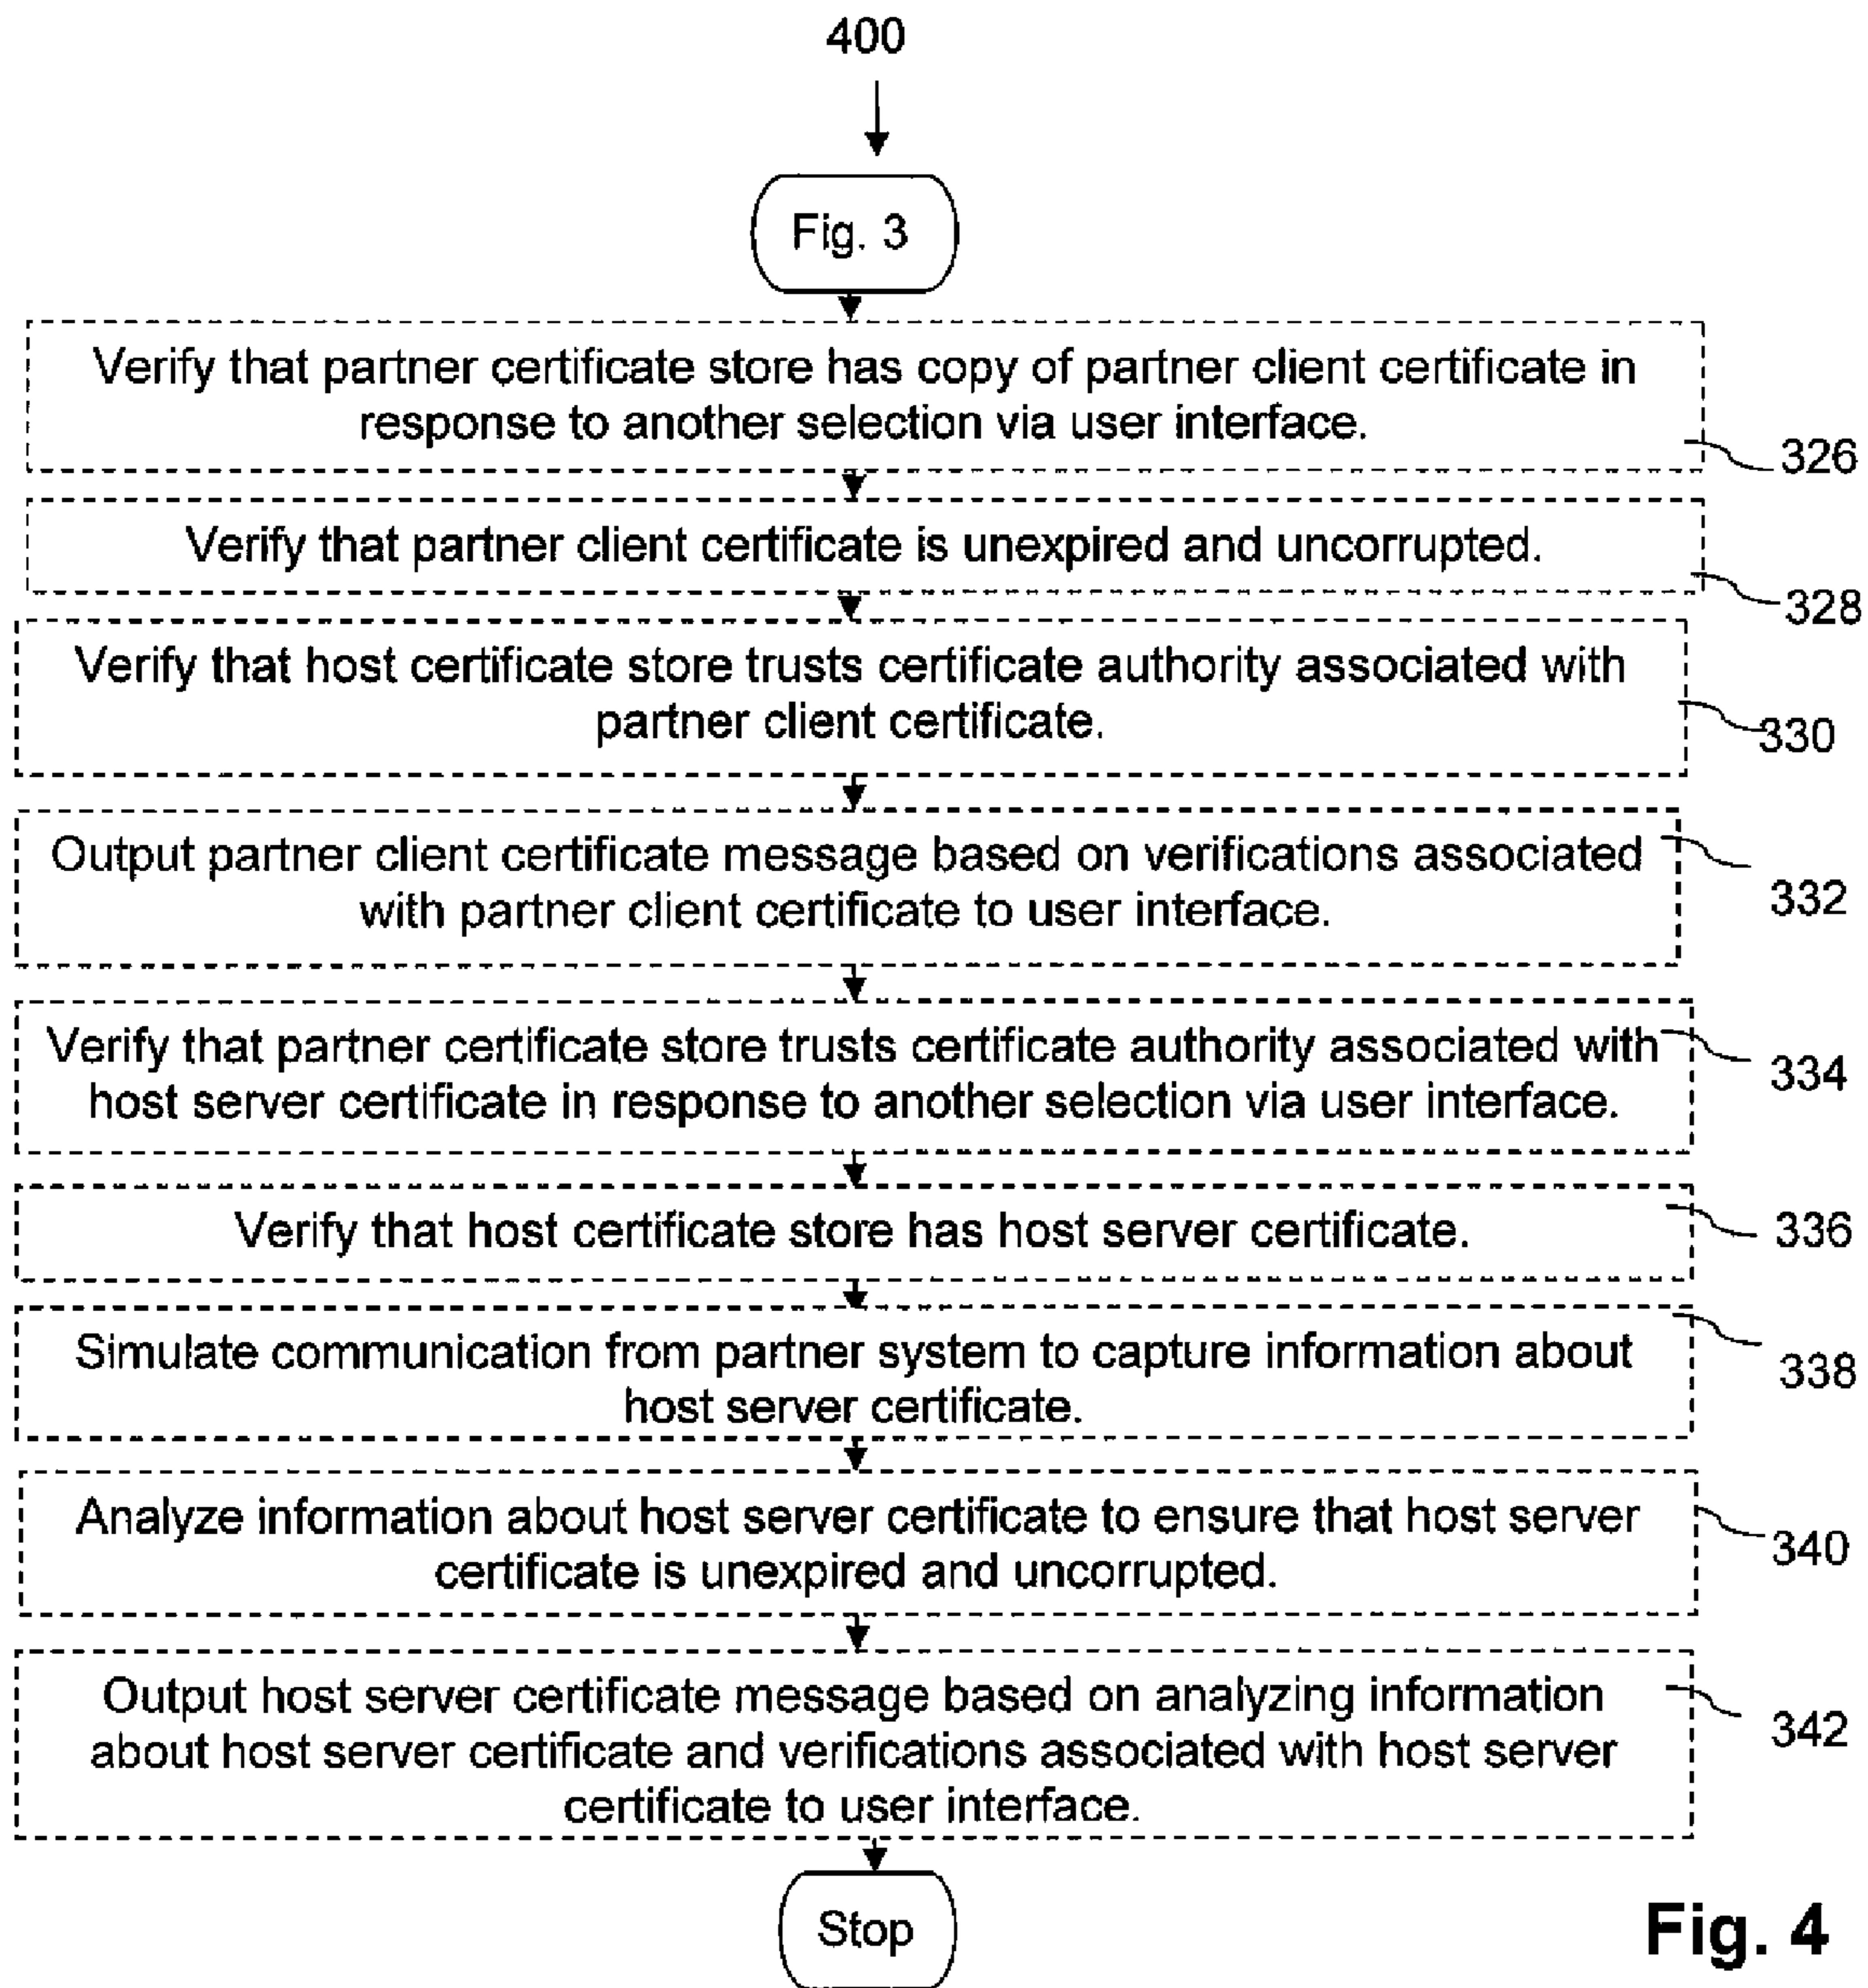 400
Fig. 3
Verify that partner certificate store has copy of partner client certificate in
response to another selection via user interface.
326
Verify that partner client certificate is unexpired and uncorrupted.
328
Verify that host certificate store trusts certificate authority associated with
partner client certificate.
330
Output partner client certificate message based on verifications associated
with partner client certificate to user interface.
332
Verify that partner certificate store trusts certificate authority associated with
host server certificate in response to another selection via user interface.
334
Verify that host certificate store has host server certificate.
336
Simulate communication from partner system to capture information about
host server certificate.
338
Analyze information about host server certificate to ensure that host server
certificate is unexpired and uncorrupted.
340
Output host server certificate message based on analyzing information
about host server certificate and verifications associated with host server
certificate to user interface.
342
Stop
Fig. 4